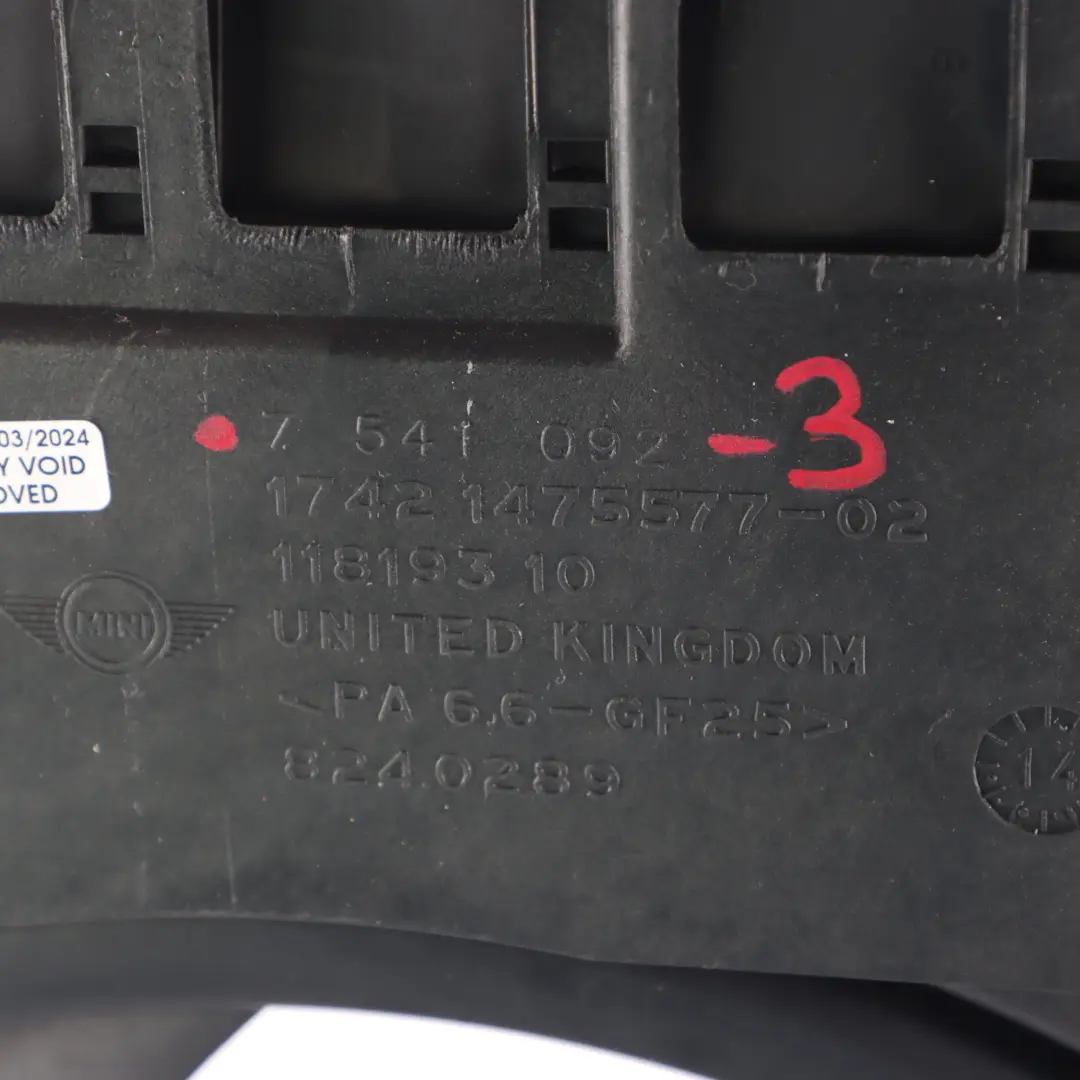 7 541 092 -3
03/2024
Y VOID
OVED
1742 1475577-02
118193 10
MINI
UNITED KINGDOM
<PA 6.6-GF25>
8240289
14